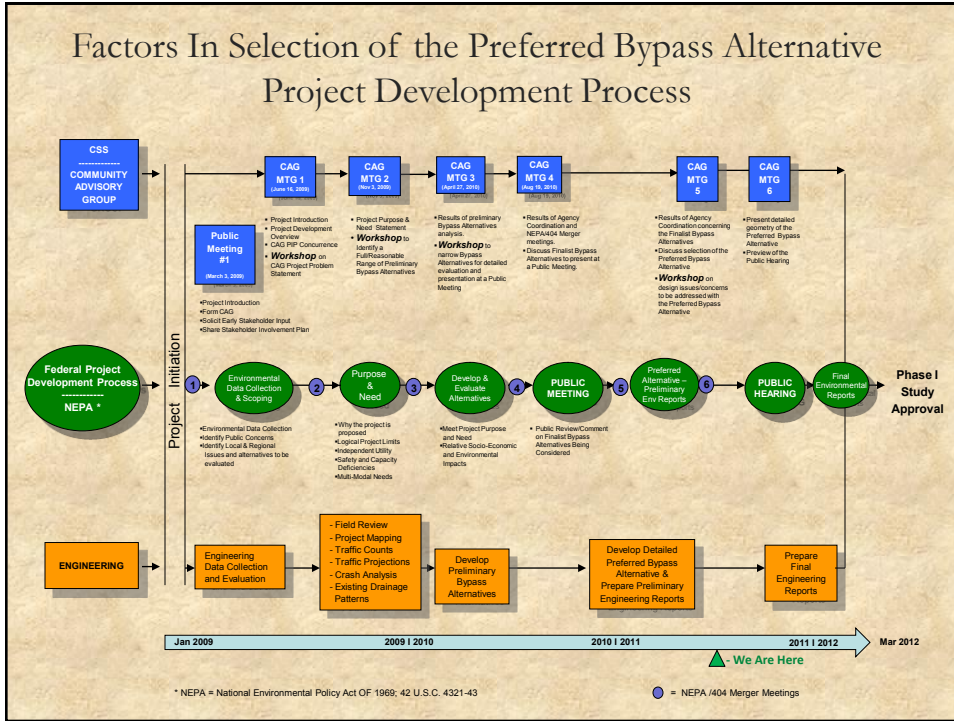 Factors In Selection of the Preferred Bypass Alternative
Project Development Process
CSS
-------------
COMMUNITY
ADVISORY
GROUP
CAG
MTG 1
(June 16, 2009)
CAG
MTG 2
(Nov 3, 2009)
CAG
MTG 3
(April 27, 2010)
CAG
MTG 4
(Aug 19, 2010)
CAG
MTG
5
CAG
MTG
6
Public
Meeting
#1
(March 3, 2009)
• Project Introduction
• Project Development
Overview
• CAG PIP Concurrence
• Workshop on
CAG Project Problem
Statement
• Project Purpose &
Need Statement
• Workshop to
Identify a
Full/Reasonable
Range of Preliminary
Bypass Alternatives
•Results of preliminary
Bypass Alternatives
analysis.
•Workshop to
narrow Bypass
Alternatives for detailed
evaluation and
presentation at a Public
Meeting
• Results of Agency
Coordination and
NEPA/404 Merger
meetings.
• Discuss Finalist Bypass
Alternatives to present at
a Public Meeting.
•Results of Agency
Coordination concerning
the Finalist Bypass
Alternatives
•Discuss selection of the
Preferred Bypass
Alternative
•Workshop on
design issues/concerns
to be addressed with
the Preferred Bypass
Alternative
•Present detailed
geometry of the
Preferred Bypass
Alternative
•Preview of the
Public Hearing
•Project Introduction
•Form CAG
•Solicit Early Stakeholder Input
•Share Stakeholder Involvement Plan
Project Initiation
Federal Project
Development Process
-------------
NEPA *
1
Environmental
Data Collection
& Scoping
2
Purpose
&
Need
3
Develop &
Evaluate
Alternatives
4
PUBLIC
MEETING
5
Preferred
Alternative –
Preliminary
Env Reports
6
PUBLIC
HEARING
Final
Environmental
Reports
Phase I
Study
Approval
•Environmental Data Collection
•Identify Public Concerns
•Identify Local & Regional
Issues and alternatives to be
evaluated
•Why the project is
proposed
•Logical Project Limits
•Independent Utility
•Safety and Capacity
Deficiencies
•Multi-Modal Needs
•Meet Project Purpose
and Need
•Relative Socio-Economic
and Environmental
Impacts
• Public Review/Comment
on Finalist Bypass
Alternatives Being
Considered
ENGINEERING
Engineering
Data Collection
and Evaluation
- Field Review
- Project Mapping
- Traffic Counts
- Traffic Projections
- Crash Analysis
- Existing Drainage
Patterns
Develop
Preliminary
Bypass
Alternatives
Develop Detailed
Preferred Bypass
Alternative &
Prepare Preliminary
Engineering Reports
Prepare
Final
Engineering
Reports
Jan 2009
2009 I 2010
2010 I 2011
2011 I 2012
Mar 2012
- We Are Here
* NEPA = National Environmental Policy Act OF 1969; 42 U.S.C. 4321-43
= NEPA /404 Merger Meetings